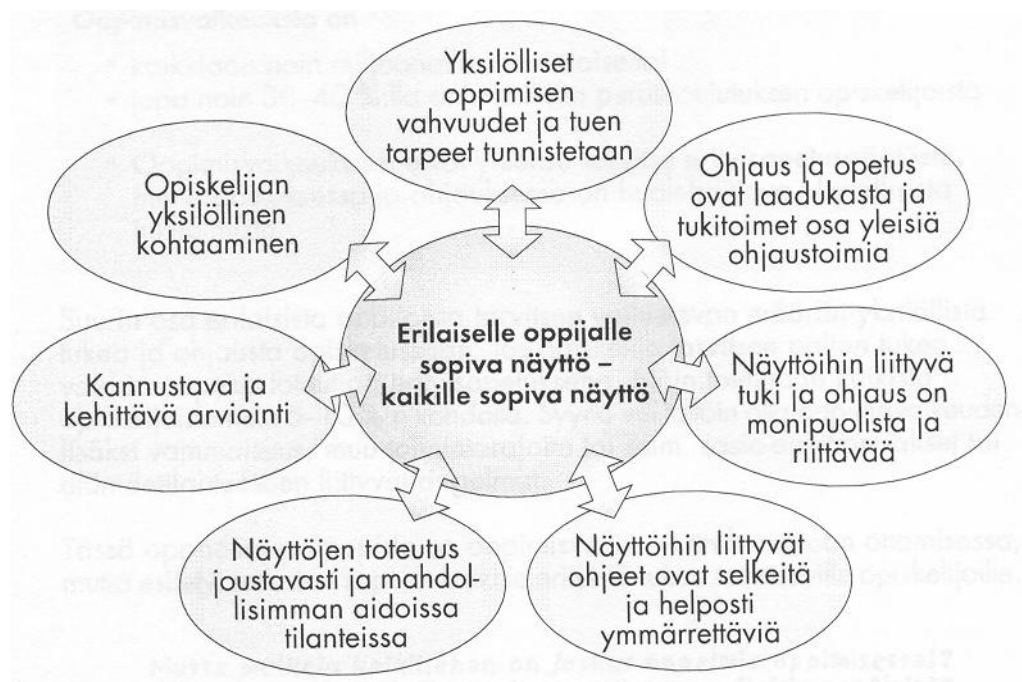 Yksilölliset
oppimisen
vahvuudet ja tuen
tarpeet tunnistetaan
Opiskelijan
yksilöllinen
kohtaaminen
Ohjaus ja opetus
ovat laadukasta ja
tukitoimet osa yleisiä
ohjaustoimia
Erilaiselle oppijalle
sopiva näyttö –
kaikille sopiva näyttö
Kannustava ja
kehittävä arviointi
Näyttöihin liittyvä
tuki ja ohjaus on
monipuolista ja
riittävää
Näyttöjen toteutus
joustavasti ja mahdol-
lisimman aidoissa
tilanteissa
Näyttöihin liittyvät
ohjeet ovat selkeitä
ja helposti
ymmärrettäviä